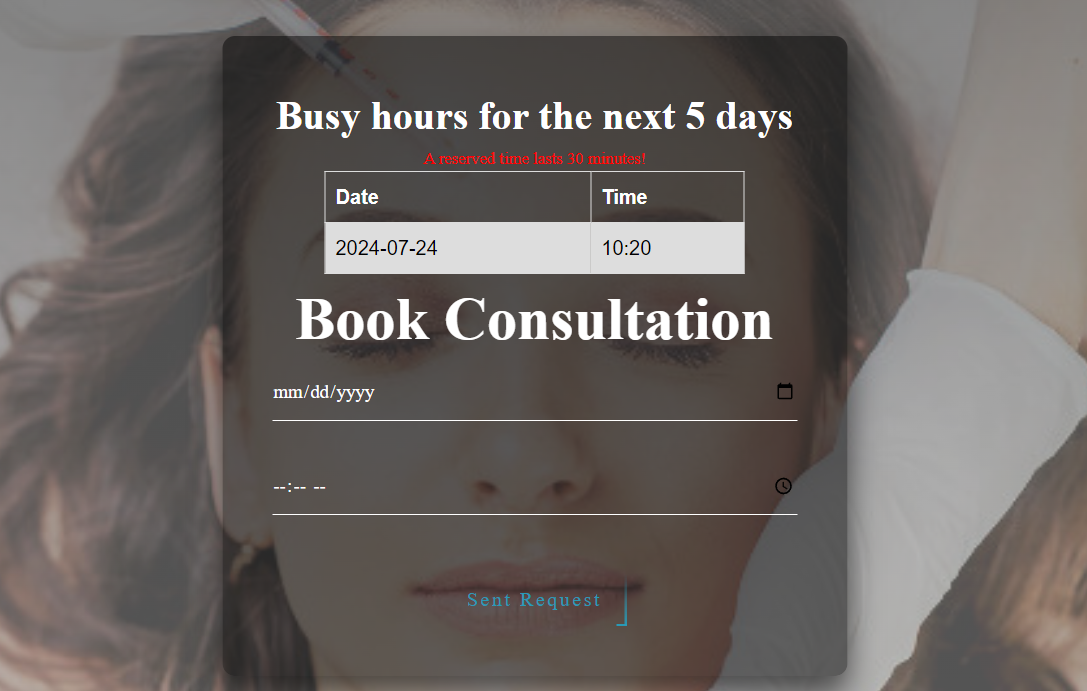 Busy hours for the next 5 days
A reserved time lasts 30 minutes!
Date Time
2024-07-24 10:20
Book Consultation
mm/dd/yyyy
--:-- --
Sent Request